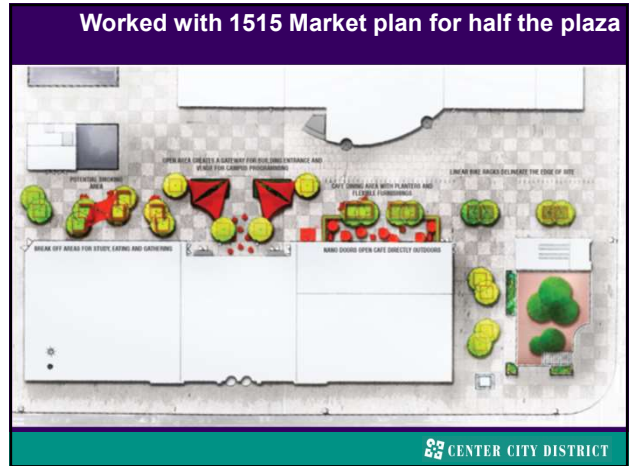 Worked with 1515 Market plan for half the plaza
OPEN AREA CREATES A GATEWAY FOR BUILDING ENTRANCE AND
VENUE FOR CAMPUS PROGRAMMING
POTENTIAL SMOKING
AREA
CAFE DINING AREA WITH PLANTERS AND
FLEXIBLE FURNISHINGS
LINEAR BIKE RACKS DELINEATE THE EDGE OF SITE
BREAK OFF AREAS FOR STUDY, EATING AND GATHERING
NANO DOORS OPEN CAFE DIRECTLY OUTDOORS
CENTER CITY DISTRICT